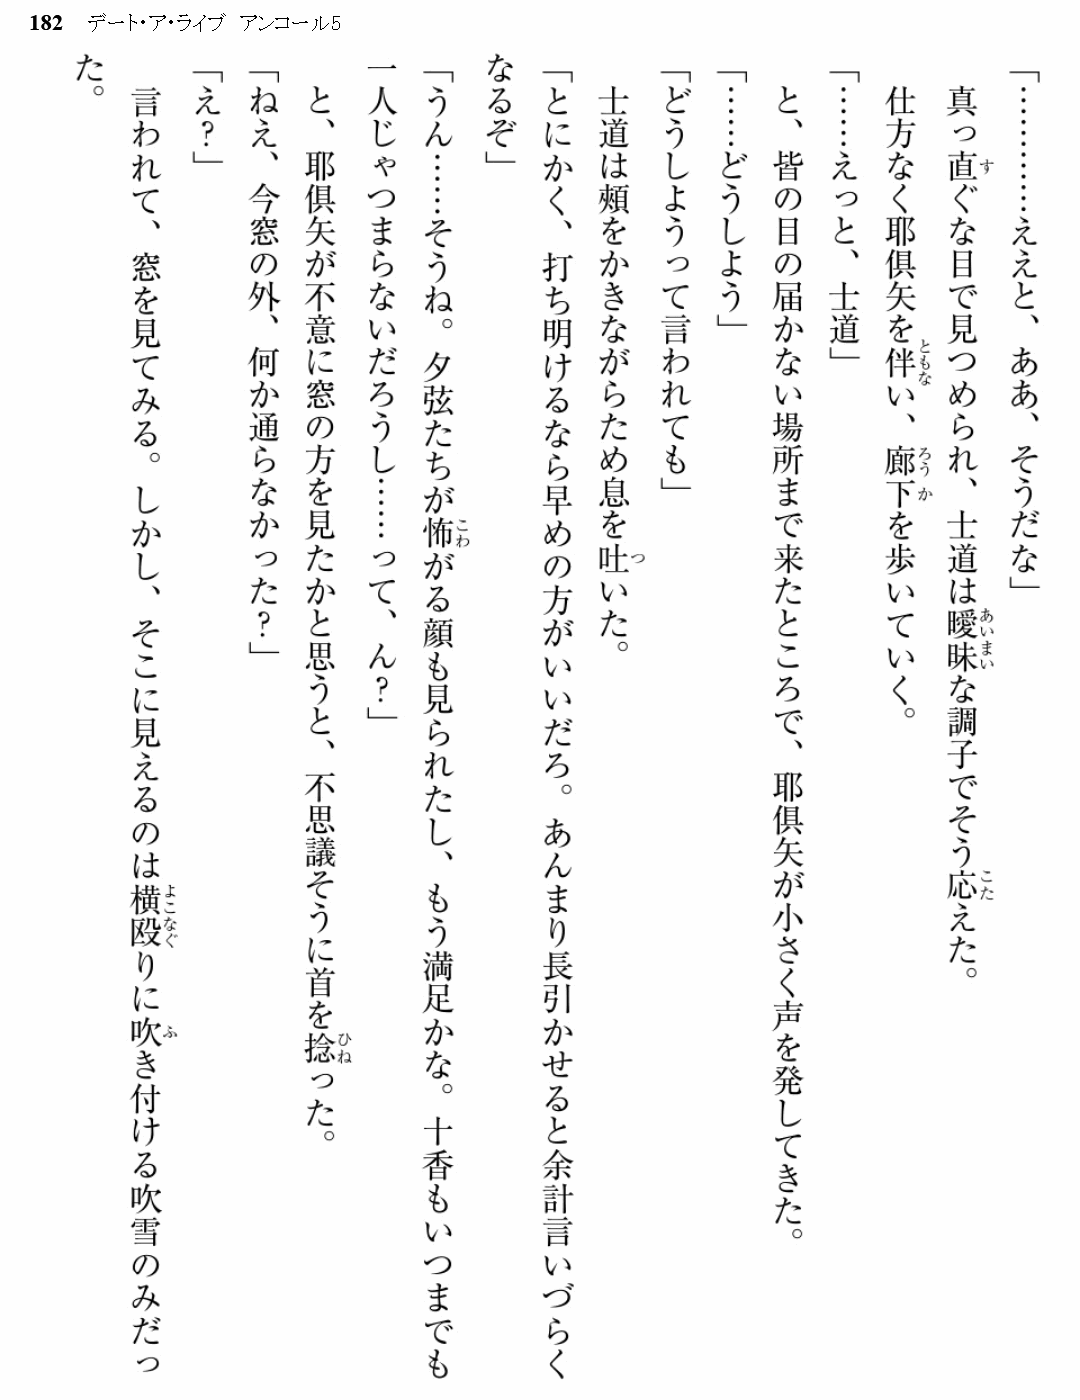 182 デート・ア・ライブ アンコール5
「…………ええと、ああ、そうだな」
真っ直ぐな目で見つめられ、士道は曖昧な調子でそう応えた。
仕方なく耶倶矢を伴い、廊下を歩いていく。
「……えっと、士道」
と、皆の目の届かない場所まで来たところで、耶倶矢が小さく声を発してきた。
「……どうしよう」
「どうしようって言われても」
士道は頰をかきながらため息を吐いた。
「とにかく、打ち明けるなら早めの方がいいだろ。あんまり長引かせると余計言いづらく
なるぞ」
「うん……そうね。夕弦たちが怖がる顔も見られたし、もう満足かな。十香もいつまでも
一人じゃつまらないだろうし……って、ん?」
と、耶倶矢が不意に窓の方を見たかと思うと、不思議そうに首を捻った。
「ねえ、今窓の外、何か通らなかった?」
「え?」
言われて、窓を見てみる。しかし、そこに見えるのは横殴りに吹き付ける吹雪のみだっ
た。